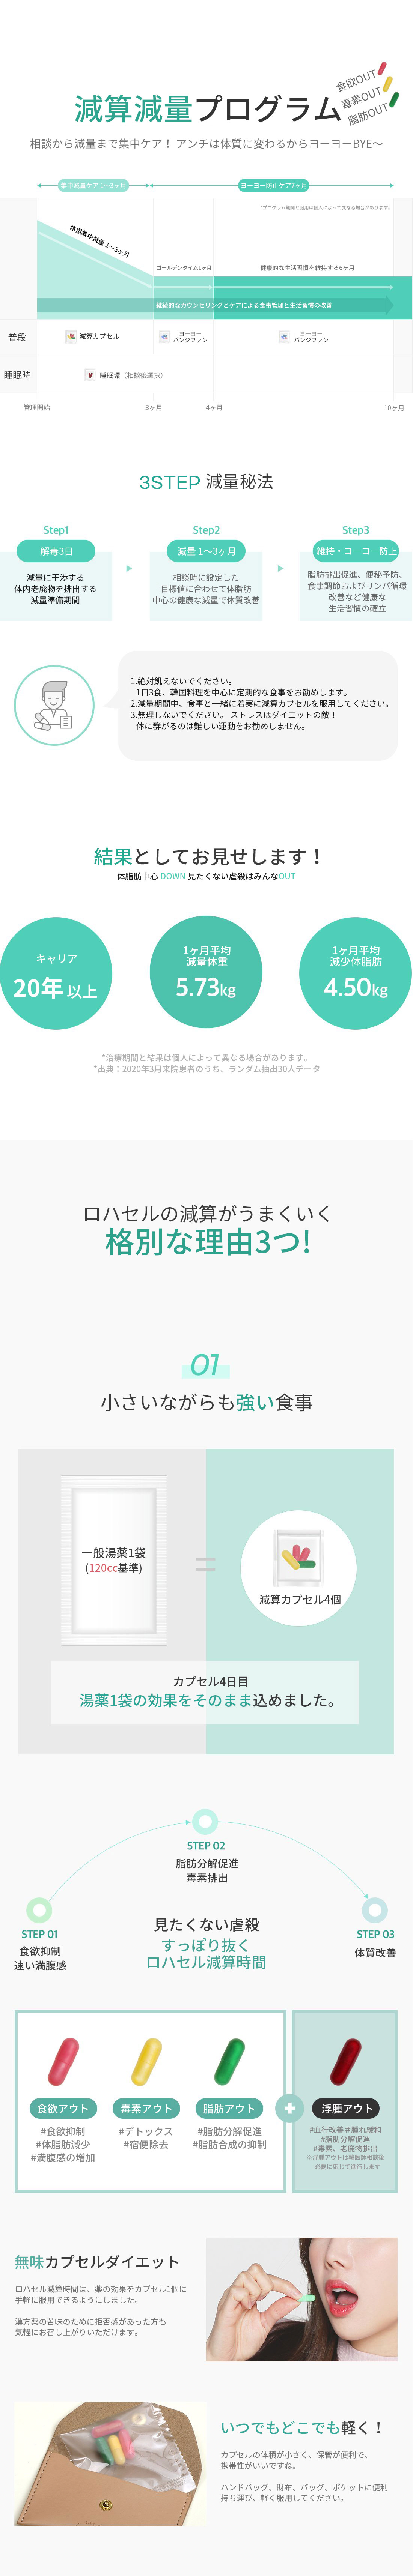 食欲OUT
毒素OUT
脂肪OUT
減算減量プログラム
相談から減量まで集中ケア！ アンチは体質に変わるからヨーヨーBYE〜
集中減量ケア 1〜3ヶ月
ヨーヨー防止ケア7ヶ月
*プログラム期間と服用は個人によって異なる場合があります。
体重集中減量 1〜3ヶ月
ゴールデンタイム1ヶ月
健康的な生活習慣を維持する6ヶ月
継続的なカウンセリングとケアによる食事管理と生活習慣の改善
普段
減算カプセル
ヨーヨー
バンジファン
ヨーヨー
バンジファン
睡眠時
睡眠環（相談後選択）
管理開始
3ヶ月
4ヶ月
10ヶ月
3STEP 減量秘法
Step1
解毒3日
減量に干渉する
体内老廃物を排出する
減量準備期間
Step2
減量 1〜3ヶ月
相談時に設定した
目標値に合わせて体脂肪
中心の健康な減量で体質改善
Step3
維持・ヨーヨー防止
脂肪排出促進、便秘予防、
食事調節およびリンパ循環
改善など健康な
生活習慣の確立
1.絶対飢えないでください。
1日3食、韓国料理を中心に定期的な食事をお勧めします。
2.減量期間中、食事と一緒に着実に減算カプセルを服用してください。
3.無理しないでください。 ストレスはダイエットの敵！
体に群がるのは難しい運動をお勧めしません。
結果としてお見せします！
体脂肪中心 DOWN 見たくない虐殺はみんなOUT
キャリア
20年 以上
1ヶ月平均
減量体重
5.73kg
1ヶ月平均
減少体脂肪
4.50kg
*治療期間と結果は個人によって異なる場合があります。
*出典：2020年3月来院患者のうち、ランダム抽出30人データ
ロハセルの減算がうまくいく
格別な理由3つ!
01
小さいながらも強い食事
一般湯薬1袋
(120cc基準)
減算カプセル4個
カプセル4日目
湯薬1袋の効果をそのまま込めました。
STEP 02
脂肪分解促進
毒素排出
STEP 01
食欲抑制
速い満腹感
見たくない虐殺
すっぽり抜く
ロハセル減算時間
STEP 03
体質改善
食欲アウト
#食欲抑制
#体脂肪減少
#満腹感の増加
毒素アウト
#デトックス
#宿便除去
脂肪アウト
#脂肪分解促進
#脂肪合成の抑制
浮腫アウト
#血行改善＃腫れ緩和
#脂肪分解促進
#毒素、老廃物排出
※浮腫アウトは韓医師相談後
必要に応じて進行します
無味カプセルダイエット
ロハセル減算時間は、薬の効果をカプセル1個に
手軽に服用できるようにしました。
漢方薬の苦味のために拒否感があった方も
気軽にお召し上がりいただけます。
いつでもどこでも軽く！
カプセルの体積が小さく、保管が便利で、
携帯性がいいですね。
ハンドバッグ、財布、バッグ、ポケットに便利
持ち運び、軽く服用してください。